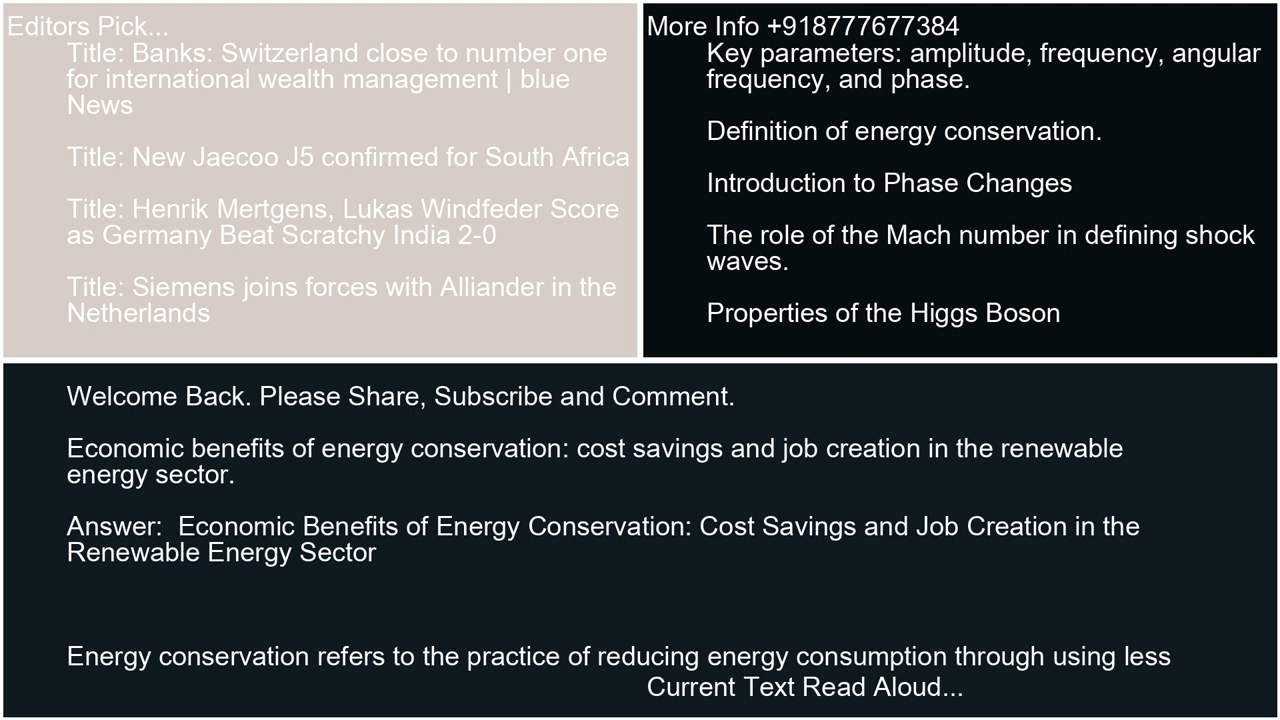 Editors Pick...
Title: Banks: Switzerland close to number one
for international wealth management | blue
News
Title: New Jaecoo J5 confirmed for South Africa
Title: Henrik Mertgens, Lukas Windfeder Score
as Germany Beat Scratchy India 2-0
Title: Siemens joins forces with Alliander in the
Netherlands
More Info +918777677384
Key parameters: amplitude, frequency, angular
frequency, and phase.
Definition of energy conservation.
Introduction to Phase Changes
The role of the Mach number in defining shock
waves.
Properties of the Higgs Boson
Welcome Back. Please Share, Subscribe and Comment.
Economic benefits of energy conservation: cost savings and job creation in the renewable
energy sector.
Answer:  Economic Benefits of Energy Conservation: Cost Savings and Job Creation in the
Renewable Energy Sector
Energy conservation refers to the practice of reducing energy consumption through using less
Current Text Read Aloud...